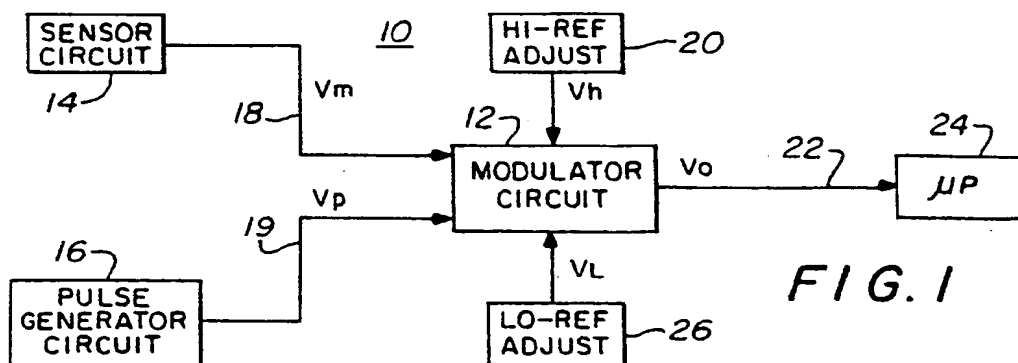 SENSOR
CIRCUIT
14
10
HI-REF
ADJUST
20
Vm
18
Vh
12
MODULATOR
CIRCUIT
Vo
22
24
μP
Vp
19
16
PULSE
GENERATOR
CIRCUIT
VL
LO-REF
ADJUST
26
FIG. 1